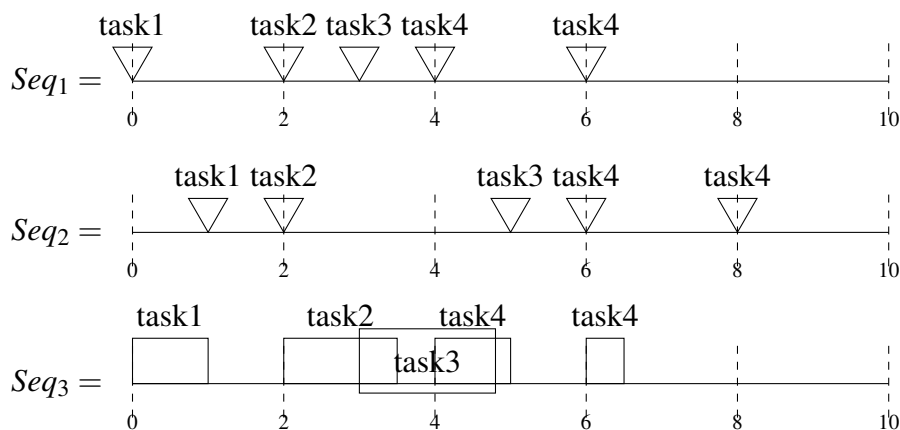 task1 task2 task3 task4 task4
Seq1 =
0 2 4 6 8 10
task1 task2 task3 task4 task4
Seq2 =
0 2 4 6 8 10
task1 task2 task4 task4
task3
Seq3 =
0 2 4 6 8 10